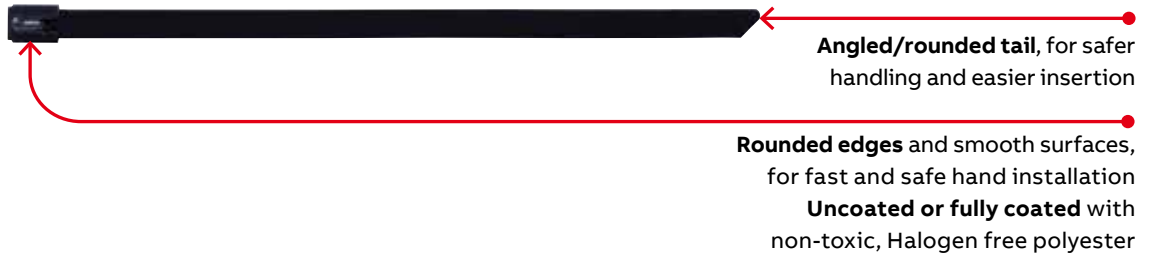 Angled/rounded tail, for safer
handling and easier insertion
Rounded edges and smooth surfaces,
for fast and safe hand installation
Uncoated or fully coated with
non-toxic, Halogen free polyester